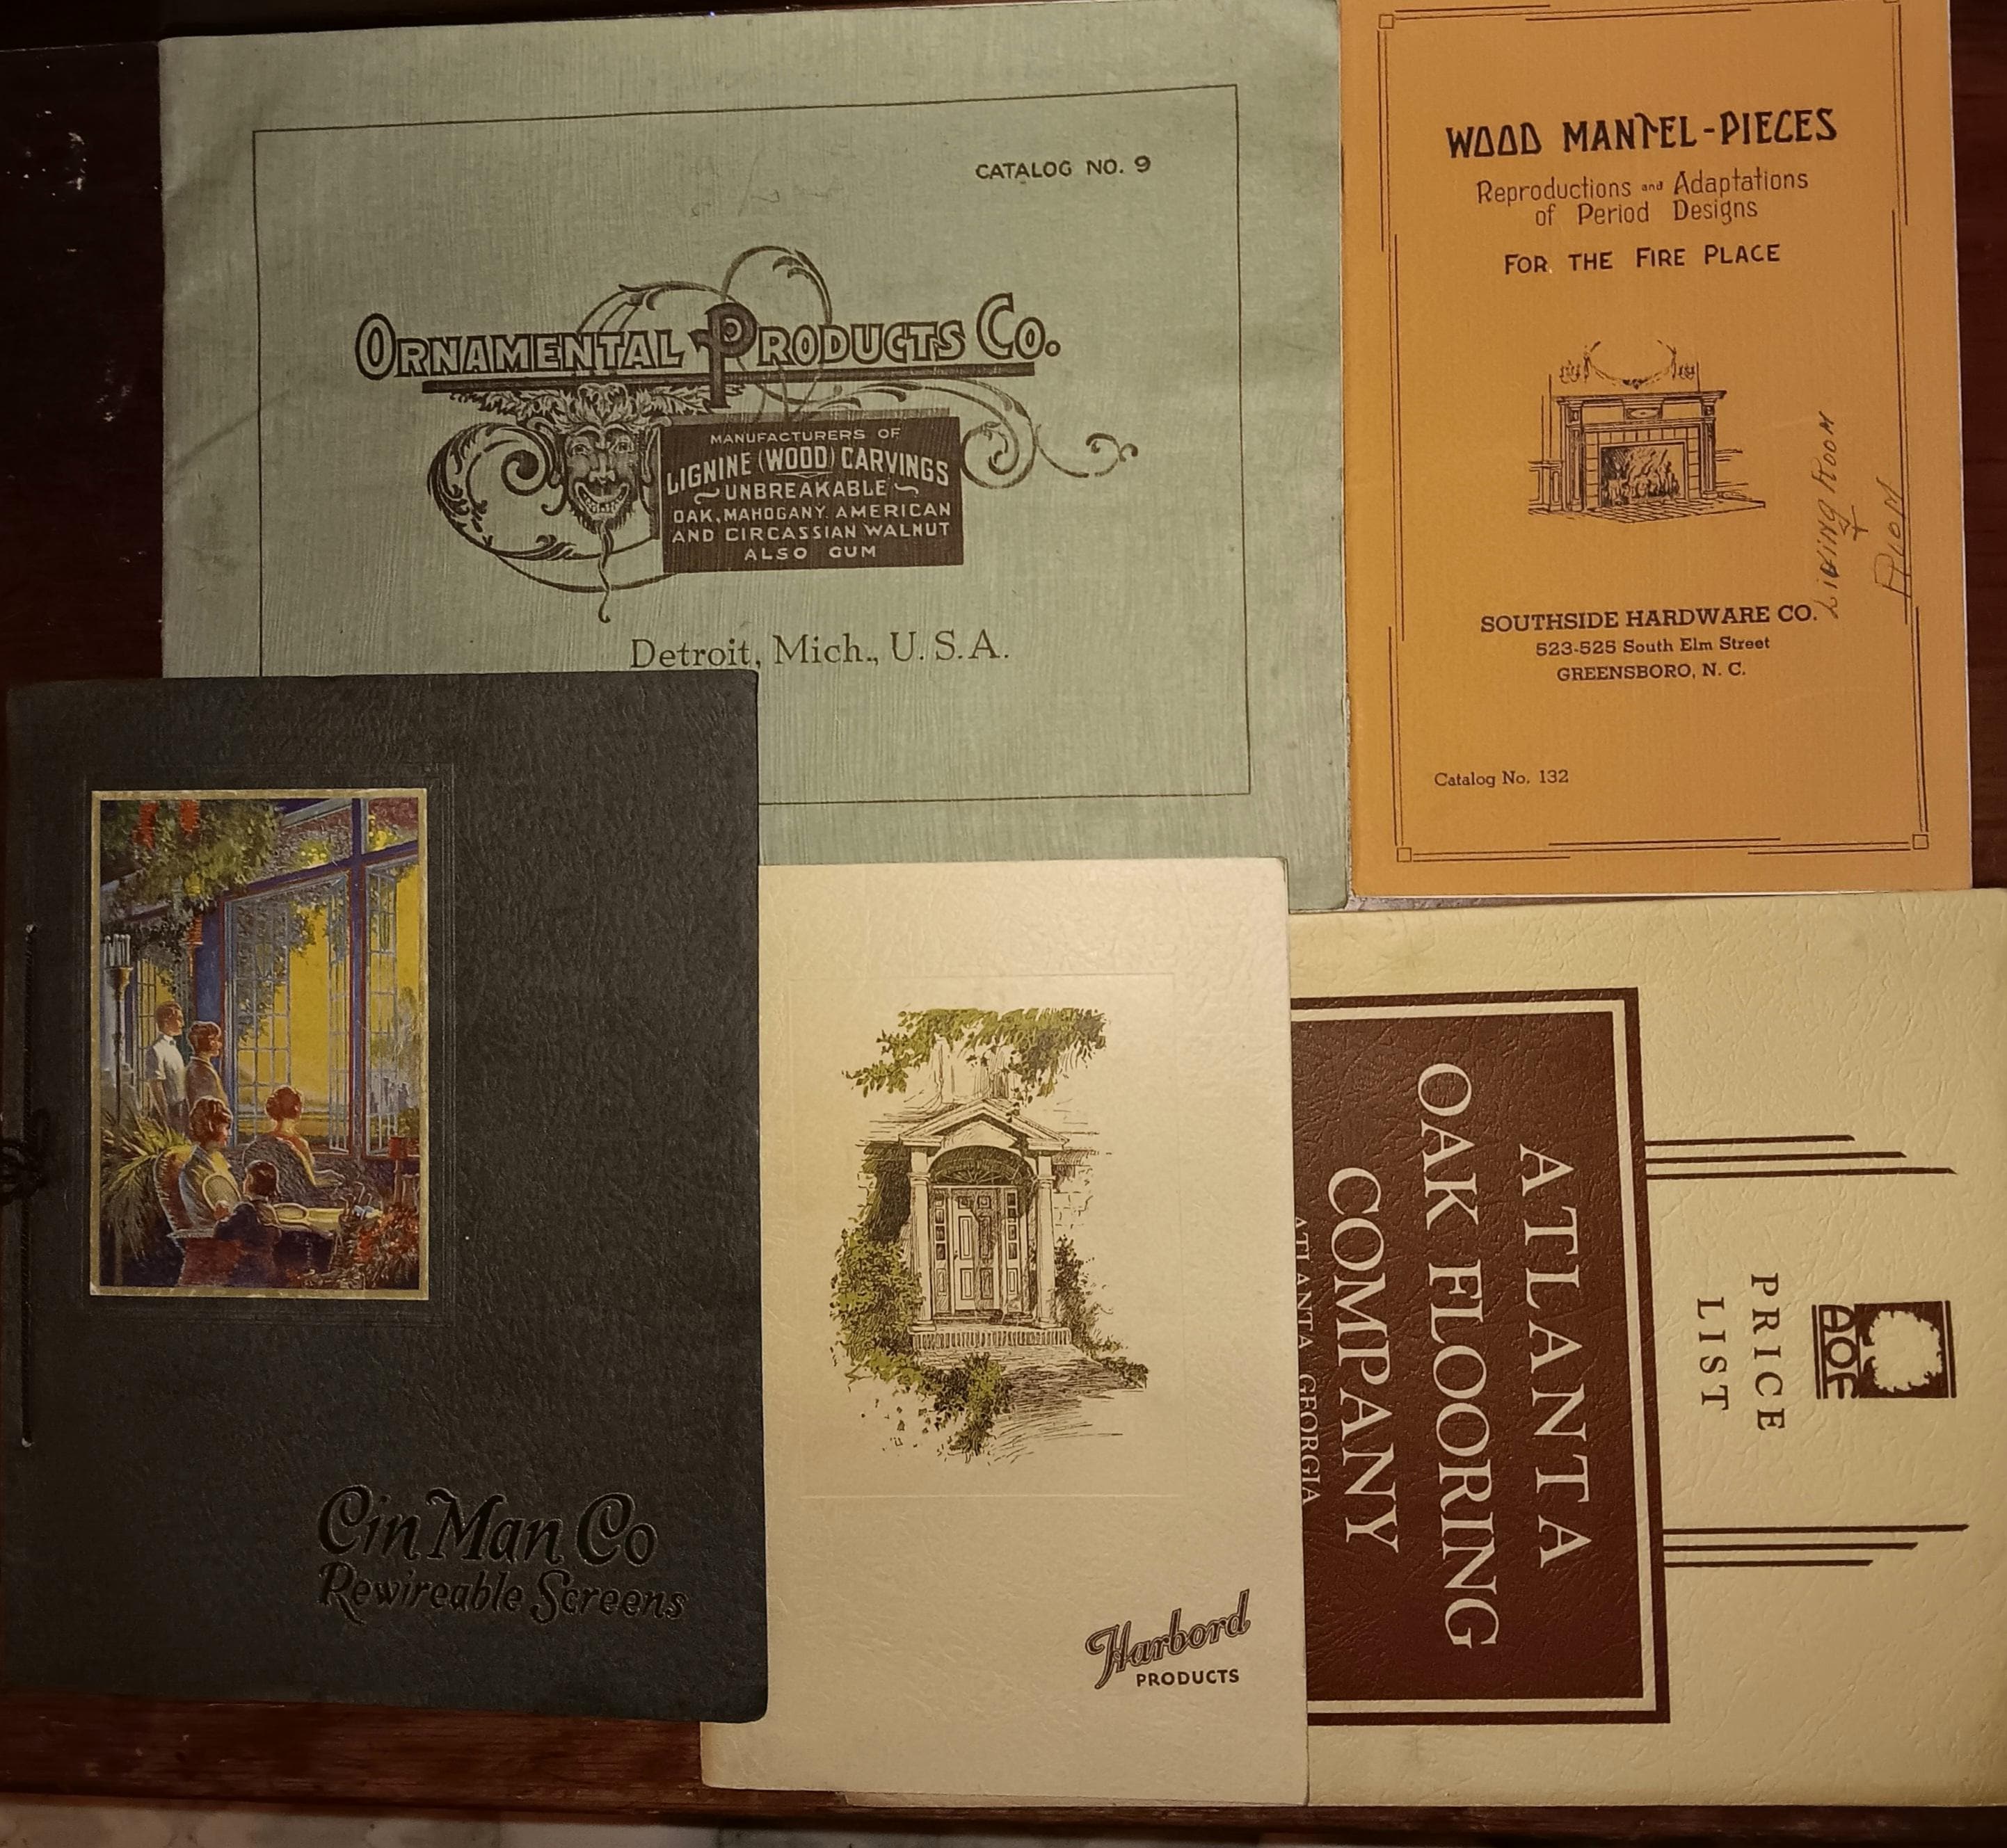 CATALOG NO. 9
ORNAMENTAL PRODUCTS CO.
MANUFACTURERS OF
LIGNINE (WOOD) CARVINGS
~ UNBREAKABLE ~
OAK, MAHOGANY, AMERICAN
AND CIRCASSIAN WALNUT
ALSO GUM
Detroit, Mich., U.S.A.
WOOD MANTEL-PIECES
Reproductions and Adaptations
of Period Designs
FOR THE FIRE PLACE
LIVING ROOM
+
SOUTHSIDE HARDWARE CO.
523-525 South Elm Street
GREENSBORO, N. C.
Catalog No. 132
Cin Man Co
Rewireable Screens
Harbord
PRODUCTS
AOF
PRICE
LIST
ATLANTA
OAK FLOORING
COMPANY
ATLANTA GEORGIA